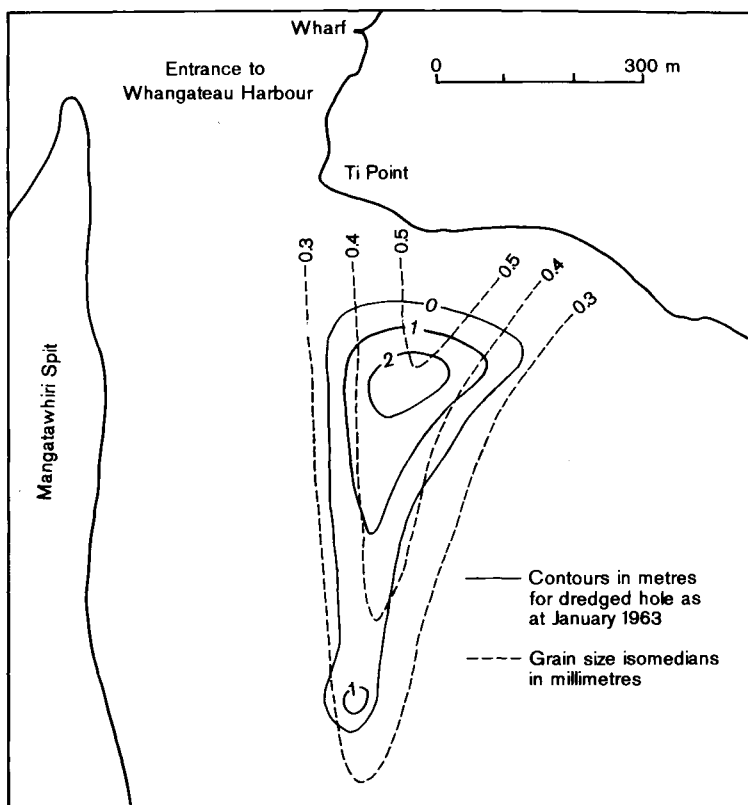 Wharf
Entrance to
Whangateau Harbour
0 300 m
Ti Point
0.3
0.4
0.5
0.5
0.4
0.3
0
1
2
Mangatawhiri Spit
Contours in metres
for dredged hole as
at January 1963
Grain size isomedians
in millimetres
1